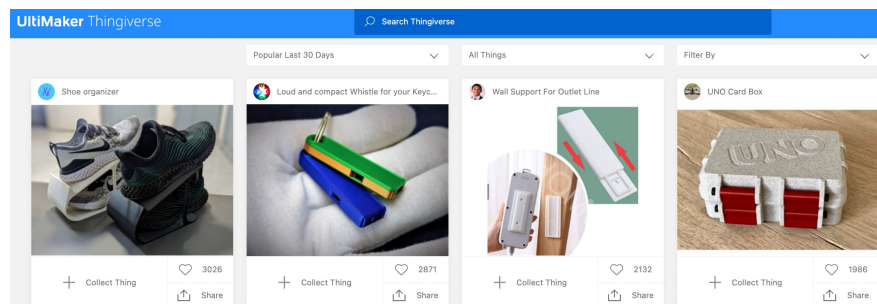 UltiMaker Thingiverse
Search Thingiverse
Popular Last 30 Days
All Things
Filter By
Shoe organizer
Loud and compact Whistle for your Keyc...
Wall Support For Outlet Line
UNO Card Box
UNO
Collect Thing
3026
Share
Collect Thing
2871
Share
Collect Thing
2132
Share
Collect Thing
1986
Share